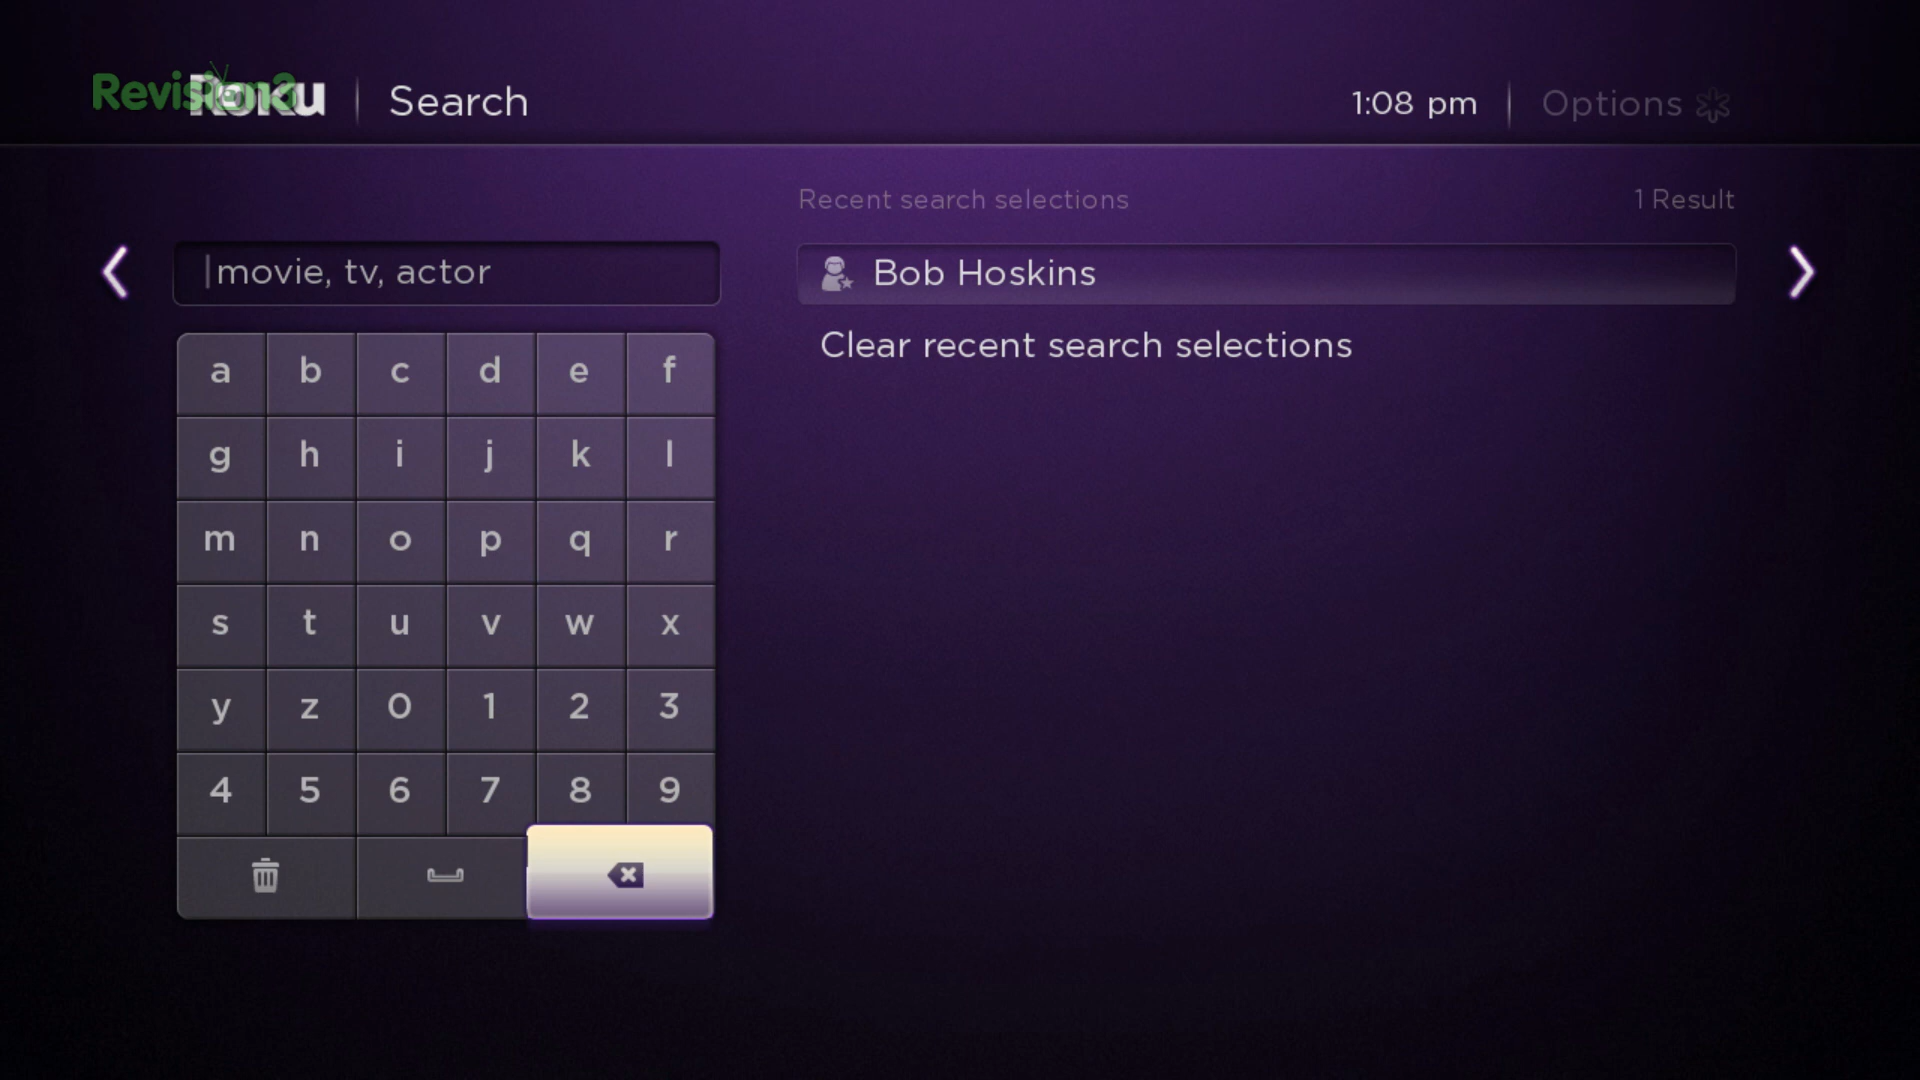 Revision3
Roku
Search
1:08 pm
Options
Recent search selections
1 Result
movie, tv, actor
Bob Hoskins
Clear recent search selections
a b c d e f
g h i j k l
m n o p q r
s t u v w x
y z 0 1 2 3
4 5 6 7 8 9